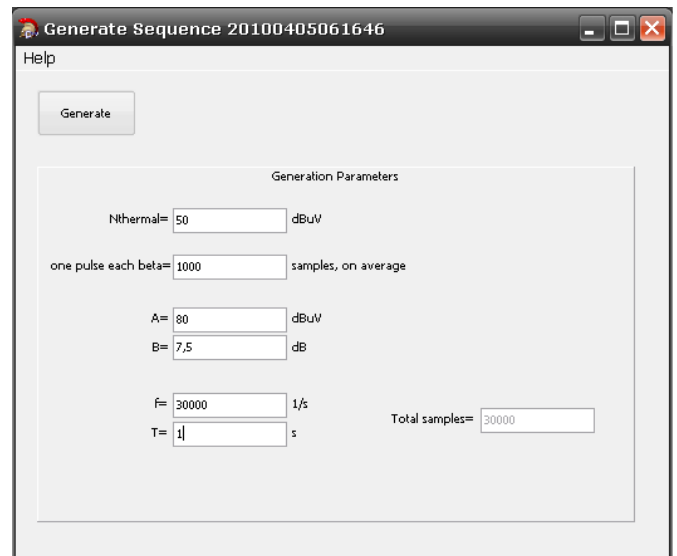 Generate Sequence 20100405061646
Help
Generate
Generation Parameters
Nthermal= 50 dBuV
one pulse each beta= 1000 samples, on average
A= 80 dBuV
B= 7,5 dB
f= 30000 1/s
Total samples= 30000
T= 1 s